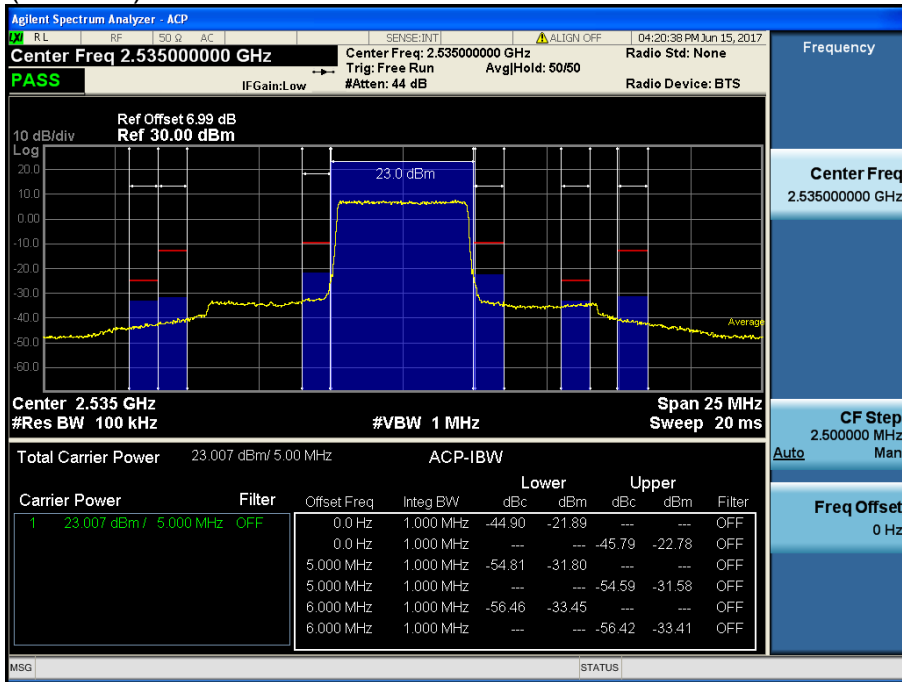 Agilent Spectrum Analyzer - ACP
LXI RL RF 50 Ω AC SENSE:INT ALIGN OFF 04:20:38 PM Jun 15, 2017
Center Freq 2.535000000 GHz
Center Freq: 2.535000000 GHz
Radio Std: None
Trig: Free Run Avg|Hold: 50/50
PASS
IFGain:Low #Atten: 44 dB Radio Device: BTS
Ref Offset 6.99 dB
10 dB/div Ref 30.00 dBm
Log
20.0
23.0 dBm
10.0
0.00
-10.0
-20.0
-30.0
-40.0
Average
-50.0
-60.0
Center 2.535 GHz Span 25 MHz
#Res BW 100 kHz #VBW 1 MHz Sweep 20 ms
Total Carrier Power 23.007 dBm/ 5.00 MHz ACP-IBW
Lower Upper
Carrier Power Filter Offset Freq Integ BW dBc dBm dBc dBm Filter
1 23.007 dBm / 5.000 MHz OFF
0.0 Hz 1.000 MHz -44.90 -21.89 --- --- OFF
0.0 Hz 1.000 MHz --- --- -45.79 -22.78 OFF
5.000 MHz 1.000 MHz -54.81 -31.80 --- --- OFF
5.000 MHz 1.000 MHz --- --- -54.59 -31.58 OFF
6.000 MHz 1.000 MHz -56.46 -33.45 --- --- OFF
6.000 MHz 1.000 MHz --- --- -56.42 -33.41 OFF
MSG STATUS
Frequency
Center Freq
2.535000000 GHz
CF Step
2.500000 MHz
Auto Man
Freq Offset
0 Hz